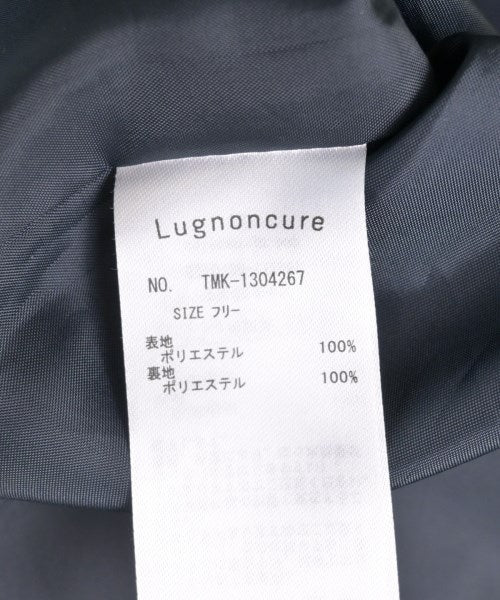 Lugnoncure
NO. TMK-1304267
SIZE フリー
表地
ポリエステル 100%
裏地
ポリエステル 100%